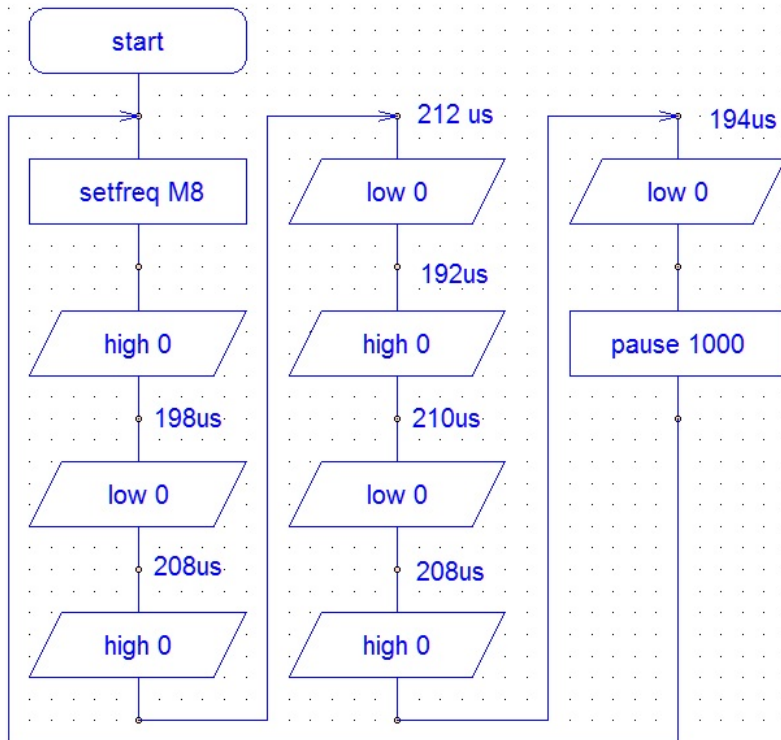 start
setfreq M8
high 0
198us
low 0
208us
high 0
212 us
low 0
192us
high 0
210us
low 0
208us
high 0
194us
low 0
pause 1000